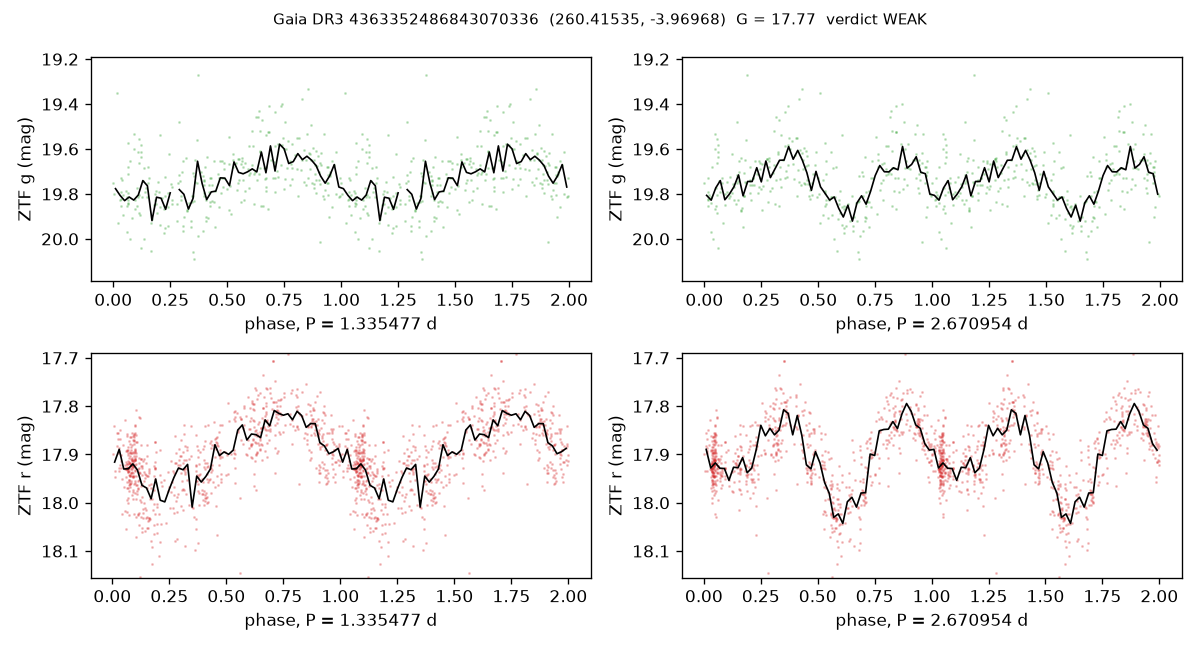 Gaia DR3 4363352486843070336 (260.41535, -3.96968) G = 17.77 verdict WEAK
ZTF g (mag)
19.2
19.4
19.6
19.8
20.0
0.00 0.25 0.50 0.75 1.00 1.25 1.50 1.75 2.00
phase, P = 1.335477 d
ZTF g (mag)
19.2
19.4
19.6
19.8
20.0
0.00 0.25 0.50 0.75 1.00 1.25 1.50 1.75 2.00
phase, P = 2.670954 d
ZTF r (mag)
17.7
17.8
17.9
18.0
18.1
0.00 0.25 0.50 0.75 1.00 1.25 1.50 1.75 2.00
phase, P = 1.335477 d
ZTF r (mag)
17.7
17.8
17.9
18.0
18.1
0.00 0.25 0.50 0.75 1.00 1.25 1.50 1.75 2.00
phase, P = 2.670954 d